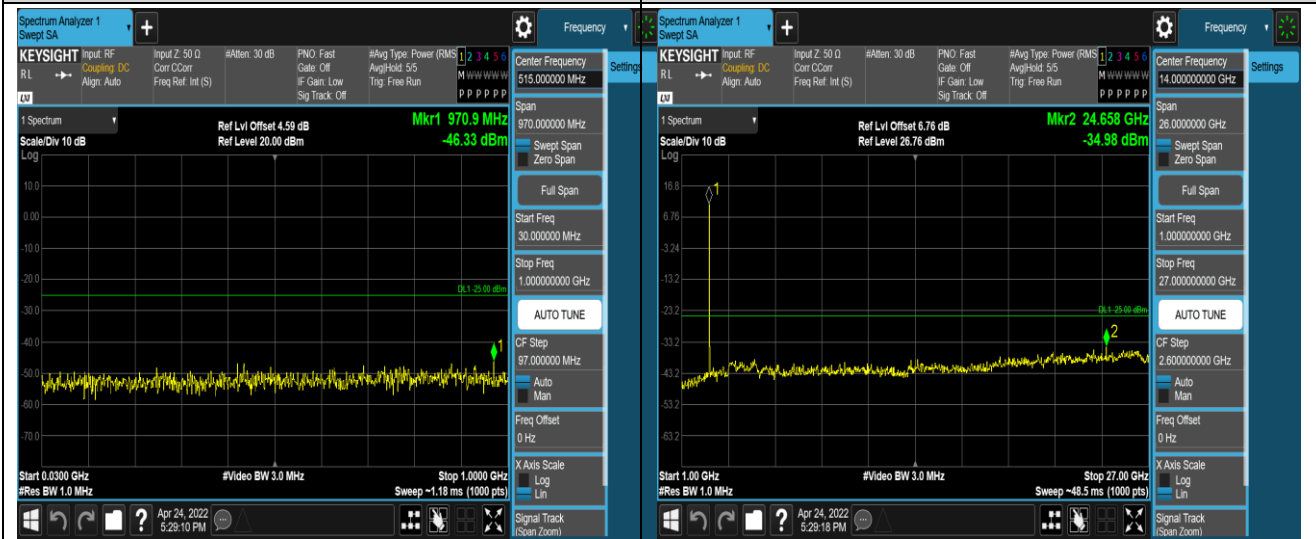 Spectrum Analyzer 1
Swept SA
Frequency
KEYSIGHT
RL
LXI
Input: RF
Coupling: DC
Align: Auto
Input Z: 50 Ω
Corr CCorr
Freq Ref: Int (S)
#Atten: 30 dB
PNO: Fast
Gate: Off
IF Gain: Low
Sig Track: Off
#Avg Type: Power (RMS
Avg|Hold: 5/5
Trig: Free Run
1 2 3 4 5 6
M W W W W W
P P P P P P
1 Spectrum
Scale/Div 10 dB
Log
Ref Lvl Offset 4.59 dB
Ref Level 20.00 dBm
Mkr1 970.9 MHz
-46.33 dBm
10.0
0.00
-10.0
-20.0
DL1 -25.00 dBm
-30.0
-40.0
1
-50.0
-60.0
-70.0
Start 0.0300 GHz
#Res BW 1.0 MHz
#Video BW 3.0 MHz
Stop 1.0000 GHz
Sweep ~1.18 ms (1000 pts)
Apr 24, 2022
5:29:10 PM
Center Frequency
515.000000 MHz
Settings
Span
970.000000 MHz
Swept Span
Zero Span
Full Span
Start Freq
30.000000 MHz
Stop Freq
1.000000000 GHz
AUTO TUNE
CF Step
97.000000 MHz
Auto
Man
Freq Offset
0 Hz
X Axis Scale
Log
Lin
Signal Track
(Span Zoom)
Spectrum Analyzer 1
Swept SA
Frequency
KEYSIGHT
RL
LXI
Input: RF
Coupling: DC
Align: Auto
Input Z: 50 Ω
Corr CCorr
Freq Ref: Int (S)
#Atten: 30 dB
PNO: Fast
Gate: Off
IF Gain: Low
Sig Track: Off
#Avg Type: Power (RMS
Avg|Hold: 5/5
Trig: Free Run
1 2 3 4 5 6
M W W W W W
P P P P P P
1 Spectrum
Scale/Div 10 dB
Log
Ref Lvl Offset 6.76 dB
Ref Level 26.76 dBm
Mkr2 24.658 GHz
-34.98 dBm
16.8
1
6.76
-3.24
-13.2
-23.2
DL1 -25.00 dBm
-33.2
2
-43.2
-53.2
-63.2
Start 1.00 GHz
#Res BW 1.0 MHz
#Video BW 3.0 MHz
Stop 27.00 GHz
Sweep ~48.5 ms (1000 pts)
Apr 24, 2022
5:29:18 PM
Center Frequency
14.000000000 GHz
Settings
Span
26.0000000 GHz
Swept Span
Zero Span
Full Span
Start Freq
1.000000000 GHz
Stop Freq
27.000000000 GHz
AUTO TUNE
CF Step
2.600000000 GHz
Auto
Man
Freq Offset
0 Hz
X Axis Scale
Log
Lin
Signal Track
(Span Zoom)